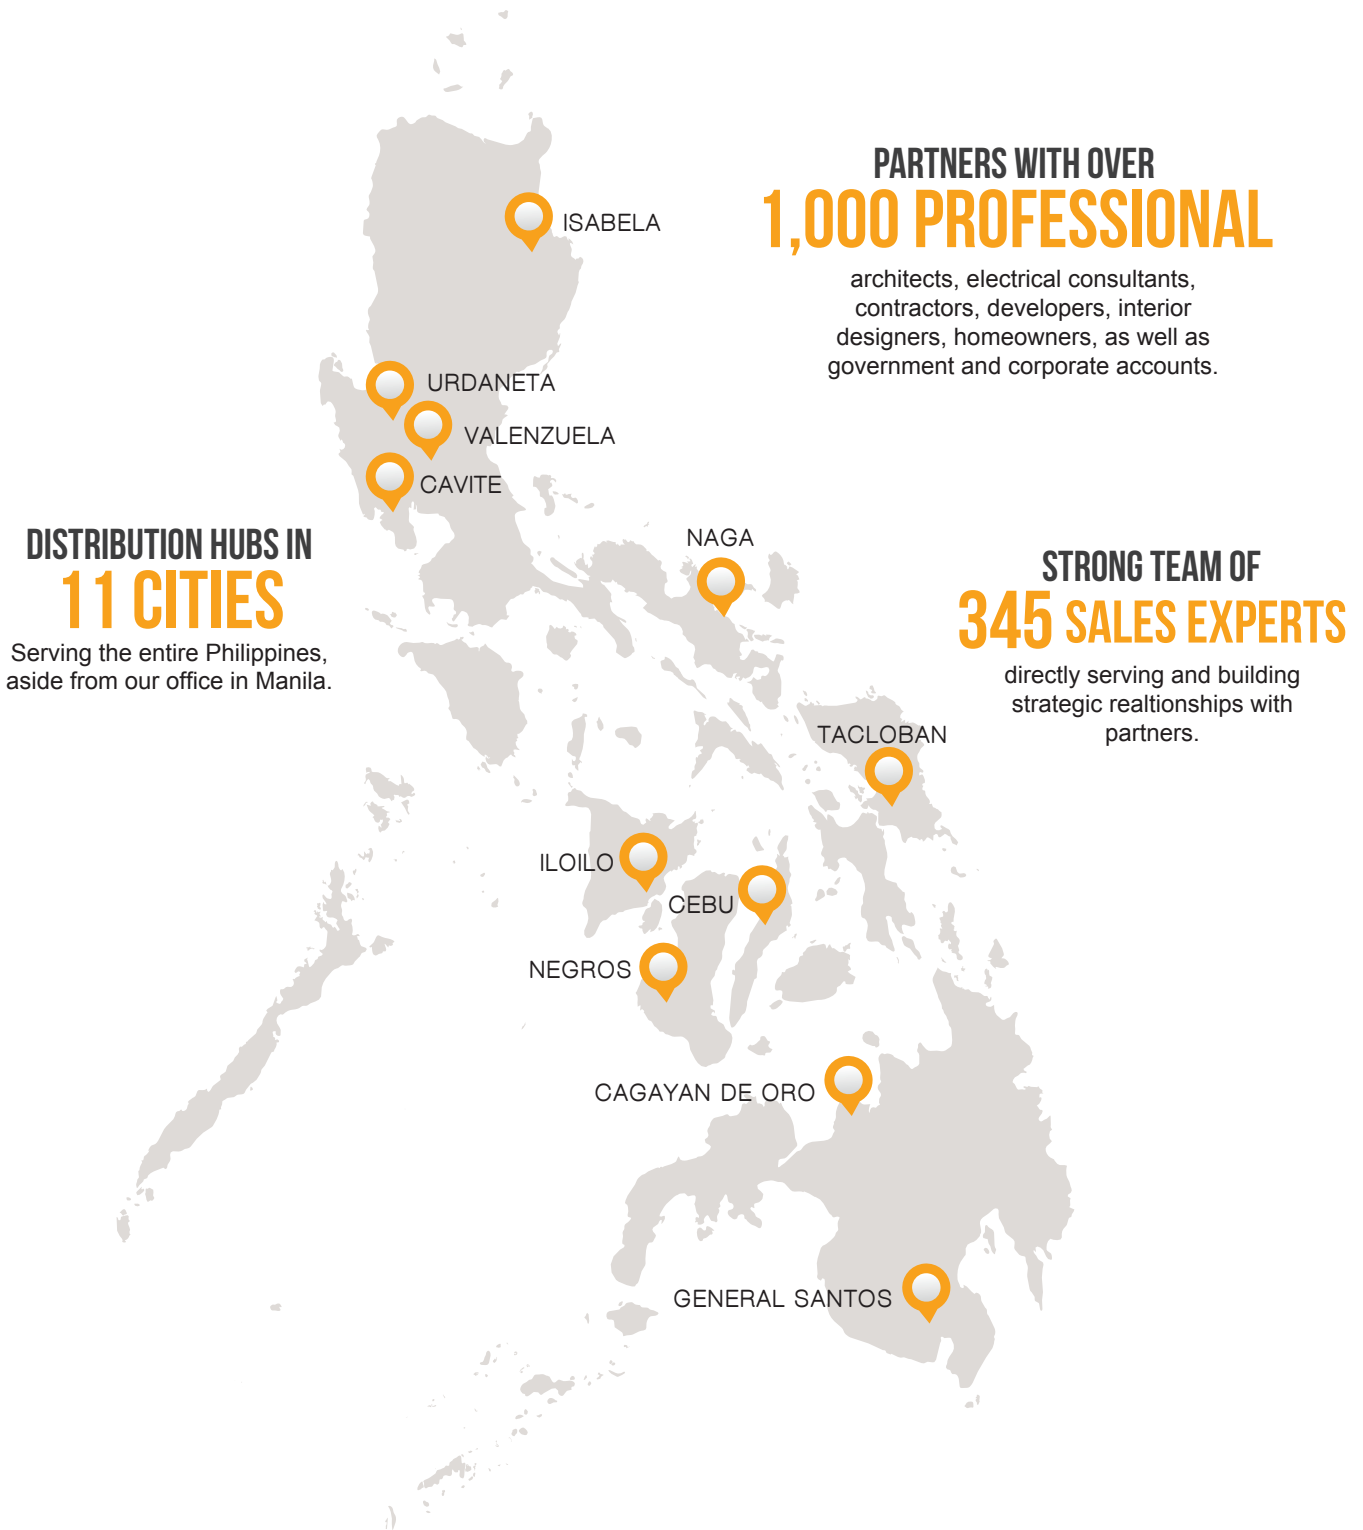 PARTNERS WITH OVER
1,000 PROFESSIONAL
architects, electrical consultants,
contractors, developers, interior
designers, homeowners, as well as
government and corporate accounts.
ISABELA
URDANETA
VALENZUELA
CAVITE
DISTRIBUTION HUBS IN
11 CITIES
Serving the entire Philippines,
aside from our office in Manila.
NAGA
STRONG TEAM OF
345 SALES EXPERTS
directly serving and building
strategic realtionships with
partners.
TACLOBAN
ILOILO
CEBU
NEGROS
CAGAYAN DE ORO
GENERAL SANTOS